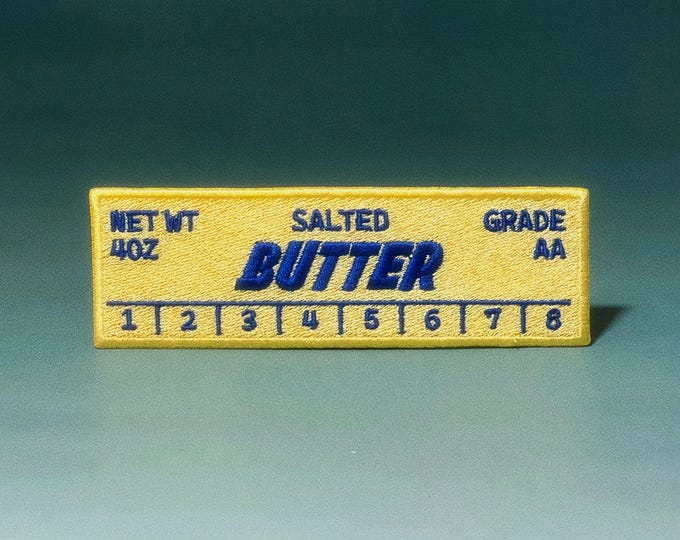 NET WT
4OZ
SALTED
BUTTER
GRADE
AA
1 2 3 4 5 6 7 8